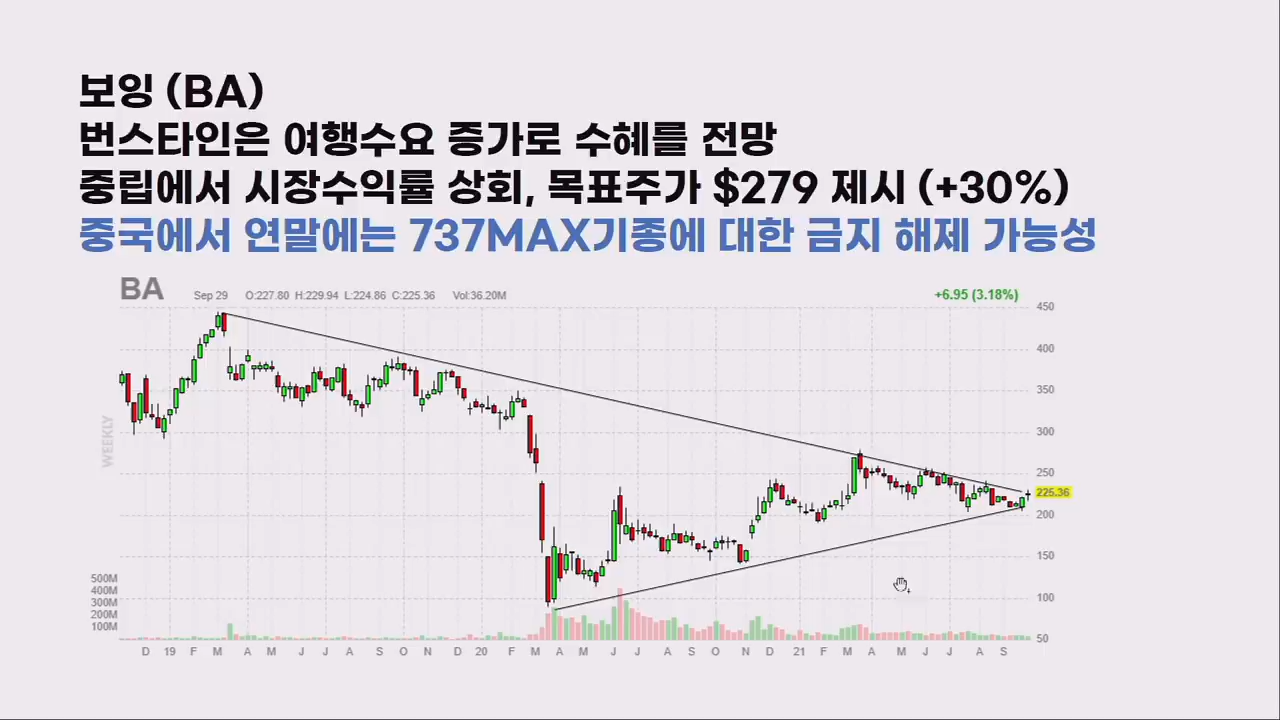 보잉 (BA)
번스타인은 여행수요 증가로 수혜를 전망
중립에서 시장수익률 상회, 목표주가 $279 제시 (+30%)
중국에서 연말에는 737MAX기종에 대한 금지 해제 가능성
BA Sep 29 O:227.80 H:229.94 L:224.86 C:225.36 Vol:36.20M +6.95 (3.18%)
450
400
350
300
WEEKLY
250
225.36
200
150
500M
400M
300M
200M
100M
100
50
D 19 F M A M J J A S O N D 20 F M A M J J A S O N D 21 F M A M J J A S